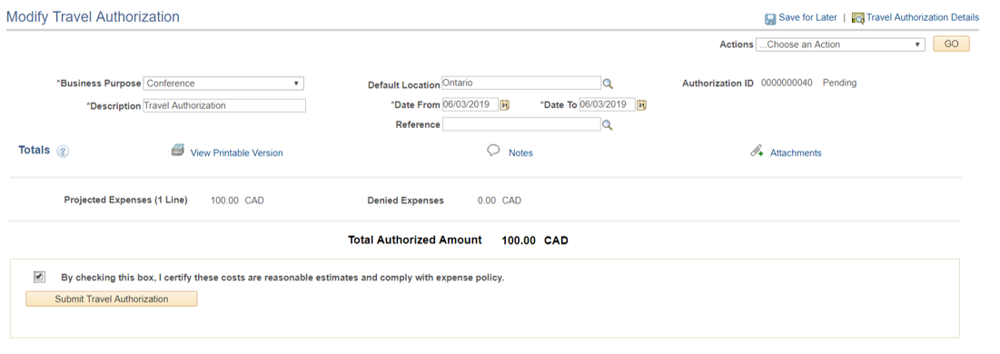 Modify Travel Authorization
Save for Later | Travel Authorization Details
Actions ...Choose an Action GO
*Business Purpose Conference Default Location Ontario Authorization ID 0000000040 Pending
*Description Travel Authorization *Date From 06/03/2019 *Date To 06/03/2019
Reference
Totals ? View Printable Version Notes Attachments
Projected Expenses (1 Line) 100.00 CAD Denied Expenses 0.00 CAD
Total Authorized Amount 100.00 CAD
By checking this box, I certify these costs are reasonable estimates and comply with expense policy.
Submit Travel Authorization